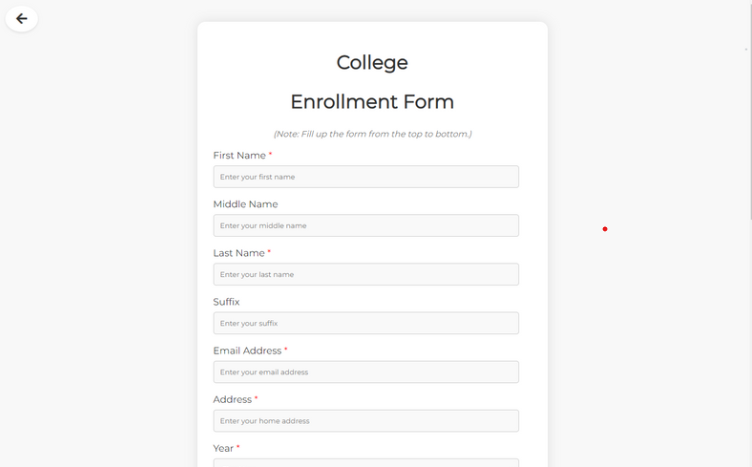 College
Enrollment Form
(Note: Fill up the form from the top to bottom.)
First Name *
Enter your first name
Middle Name
Enter your middle name
Last Name *
Enter your last name
Suffix
Enter your suffix
Email Address *
Enter your email address
Address *
Enter your home address
Year *